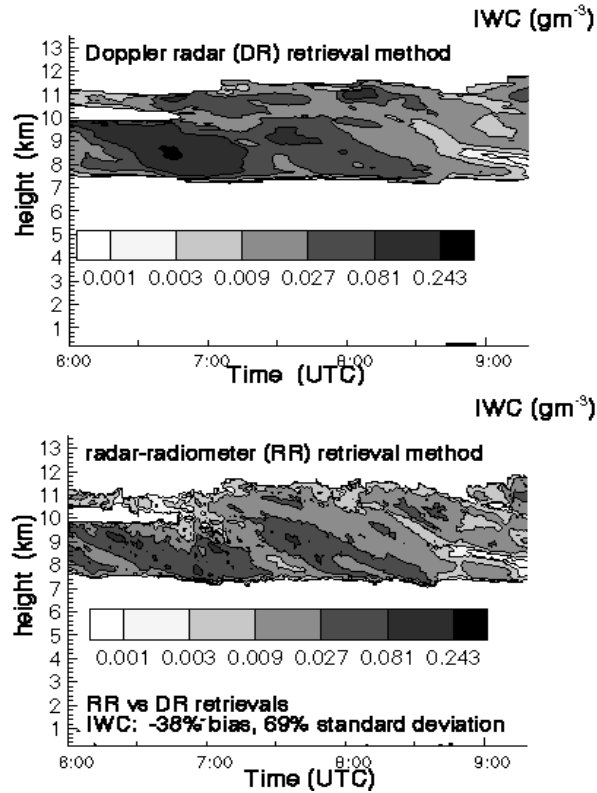 IWC (gm⁻³)
13
Doppler radar (DR) retrieval method
12
11
10
9
8
7
6
5
4
3
2
1
height (km)
0.001 0.003 0.009 0.027 0.081 0.243
6:00 7:00 8:00 9:00
Time (UTC)
IWC (gm⁻³)
13
radar-radiometer (RR) retrieval method
12
11
10
9
8
7
6
5
4
3
2
1
height (km)
0.001 0.003 0.009 0.027 0.081 0.243
RR vs DR retrievals
IWC: -38% bias, 69% standard deviation
6:00 7:00 8:00 9:00
Time (UTC)